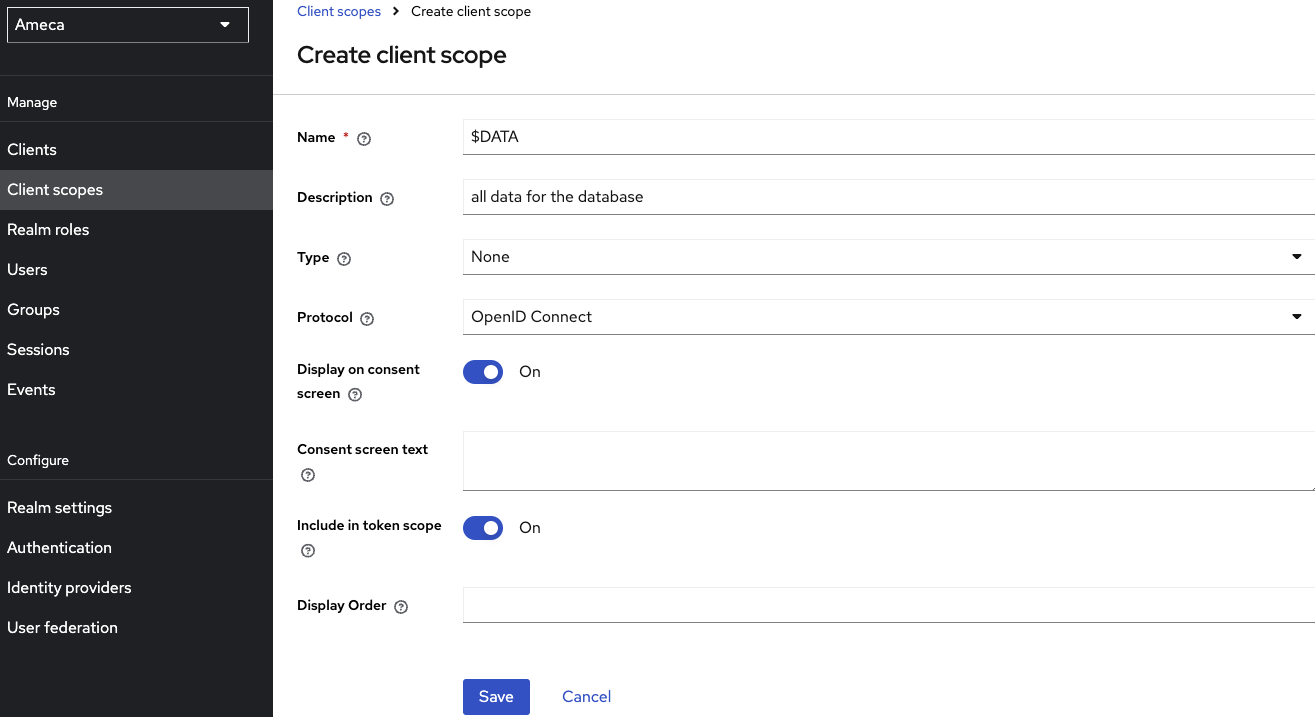 Ameca
Manage
Clients
Client scopes
Realm roles
Users
Groups
Sessions
Events
Configure
Realm settings
Authentication
Identity providers
User federation
Client scopes > Create client scope
Create client scope
Name * ?
$DATA
Description ?
all data for the database
Type ?
None
Protocol ?
OpenID Connect
Display on consent
screen ?
On
Consent screen text
?
Include in token scope
?
On
Display Order ?
Save Cancel